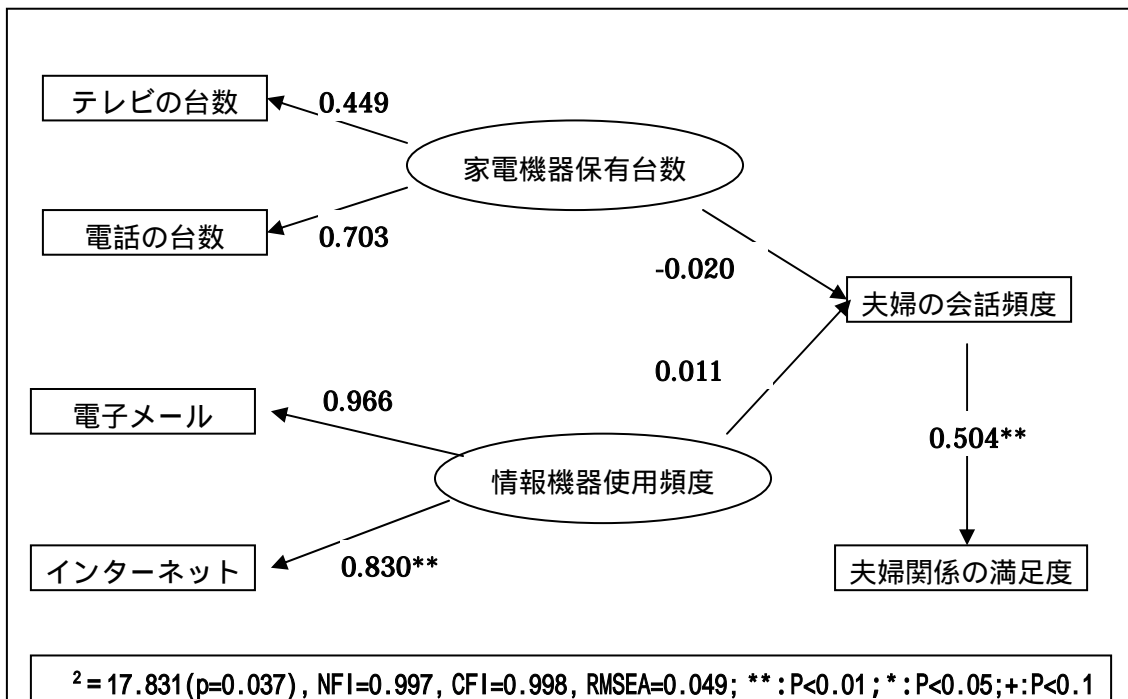 テレビの台数
0.449
家電機器保有台数
電話の台数
0.703
-0.020
夫婦の会話頻度
0.011
電子メール
0.966
0.504**
情報機器使用頻度
インターネット
0.830**
夫婦関係の満足度
²=17.831(p=0.037), NFI=0.997, CFI=0.998, RMSEA=0.049; **:P<0.01;*:P<0.05;+:P<0.1